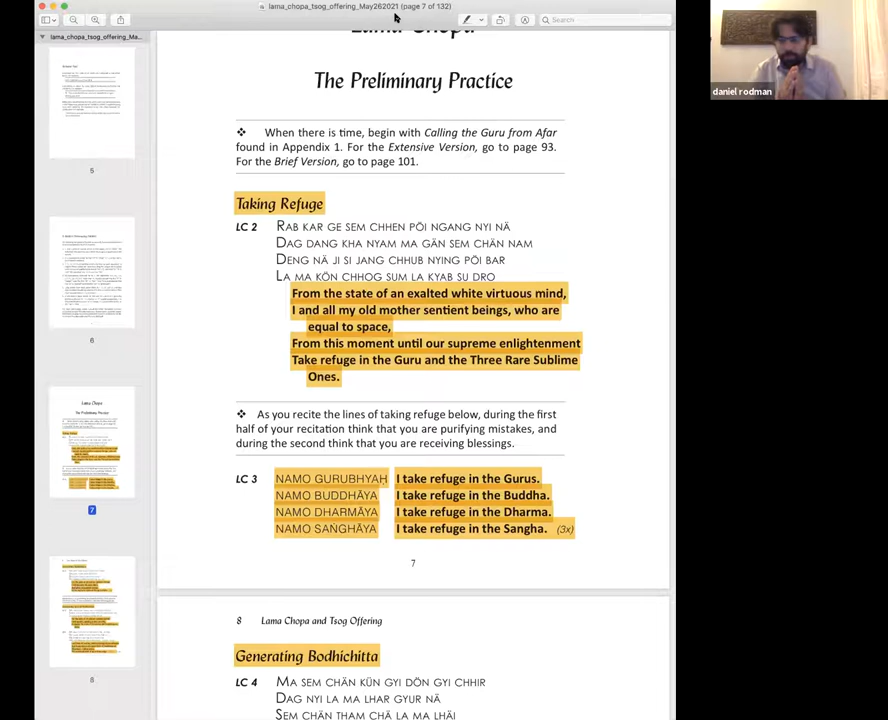 lama_chopa_tsog_offering_May262021 (page 7 of 132)
Search
lama_chopa_tsog_offering_Ma...
5
6
7
8
Lama Chopa
The Preliminary Practice
❖ When there is time, begin with Calling the Guru from Afar
found in Appendix 1. For the Extensive Version, go to page 93.
For the Brief Version, go to page 101.
Taking Refuge
LC 2 RAB KAR GE SEM CHHEN PÖI NGANG NYI NÄ
DAG DANG KHA NYAM MA GÄN SEM CHÄN NAM
DENG NÄ JI SI JANG CHHUB NYING PÖI BAR
LA MA KÖN CHHOG SUM LA KYAB SU DRO
From the state of an exalted white virtuous mind,
I and all my old mother sentient beings, who are
equal to space,
From this moment until our supreme enlightenment
Take refuge in the Guru and the Three Rare Sublime
Ones.
❖ As you recite the lines of taking refuge below, during the first
half of your recitation think that you are purifying mistakes, and
during the second think that you are receiving blessings.
LC 3 NAMO GURUBHYAḤ I take refuge in the Gurus.
NAMO BUDDHĀYA I take refuge in the Buddha.
NAMO DHARMĀYA I take refuge in the Dharma.
NAMO SAṄGHĀYA I take refuge in the Sangha. (3x)
7
8 Lama Chopa and Tsog Offering
Generating Bodhichitta
LC 4 MA SEM CHÄN KÜN GYI DÖN GYI CHHIR
DAG NYI LA MA LHAR GYUR NÄ
SEM CHÄN THAM CHÄ LA MA LHÄI
daniel rodman